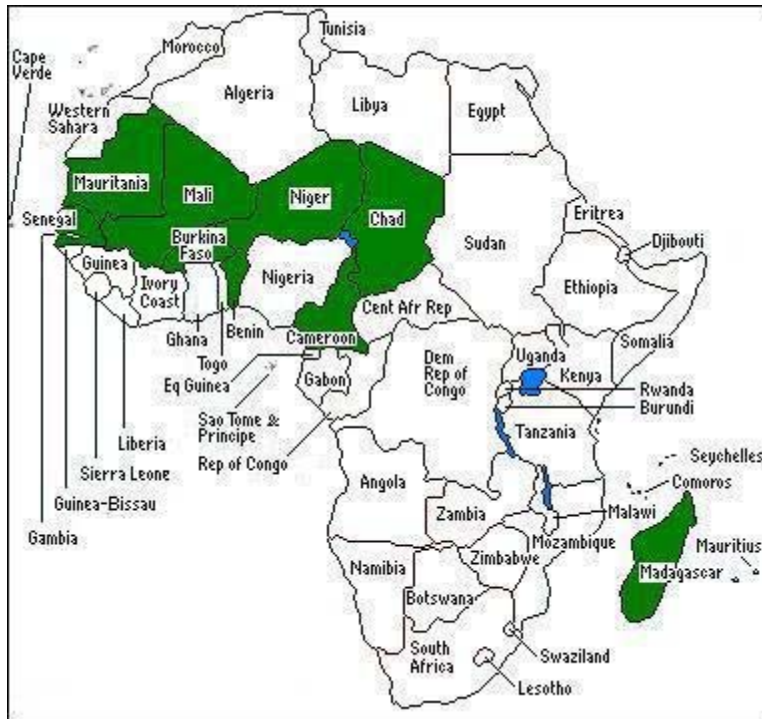 Tunisia
Morocco
Cape
Verde
Algeria
Libya
Egypt
Western
Sahara
Mauritania
Mali
Niger
Chad
Senegal
Eritrea
Burkina
Faso
Sudan
Djibouti
Guinea
Nigeria
Ivory
Coast
Ethiopia
Cent Afr Rep
Ghana
Benin
Cameroon
Somalia
Togo
Uganda
Dem
Rep of
Congo
Eq Guinea
Gabon
Kenya
Rwanda
Burundi
Sao Tome &
Principe
Tanzania
Liberia
Rep of Congo
Seychelles
Sierra Leone
Angola
Comoros
Guinea-Bissau
Zambia
Malawi
Gambia
Mozambique
Mauritius
Zimbabwe
Namibia
Madagascar
Botswana
South
Africa
Swaziland
Lesotho